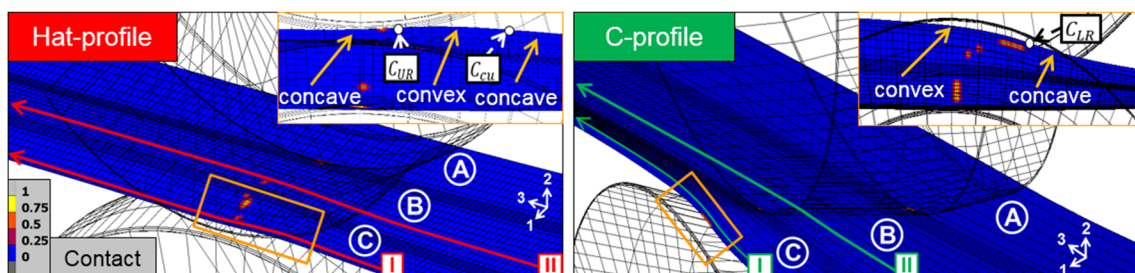 Hat-profile
C_UR
C_cu
concave
convex
concave
A
B
C
I
II
3
2
1
1
0.75
0.5
0.25
0
Contact
C-profile
C_LR
convex
concave
A
B
C
I
II
3
2
1